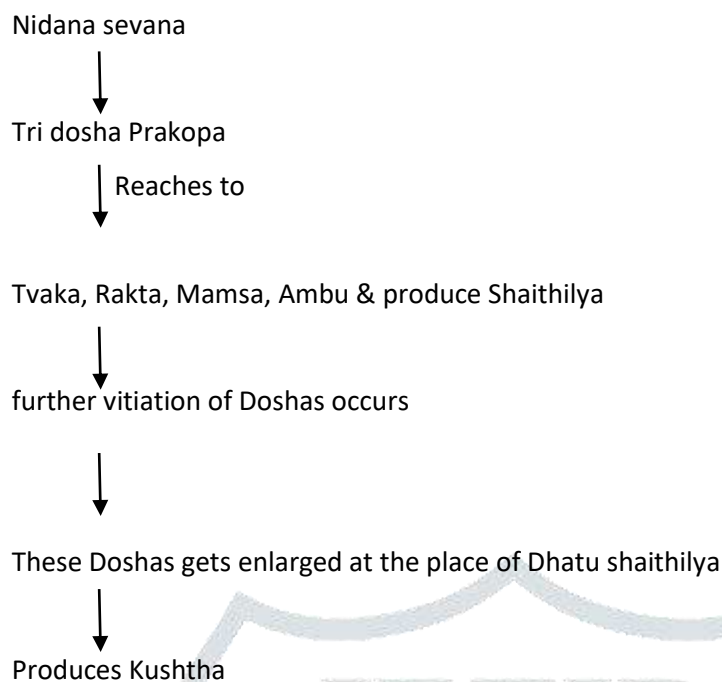 Nidana sevana
Tri dosha Prakopa
Reaches to
Tvaka, Rakta, Mamsa, Ambu & produce Shaithilya
further vitiation of Doshas occurs
These Doshas gets enlarged at the place of Dhatu shaithilya
Produces Kushtha